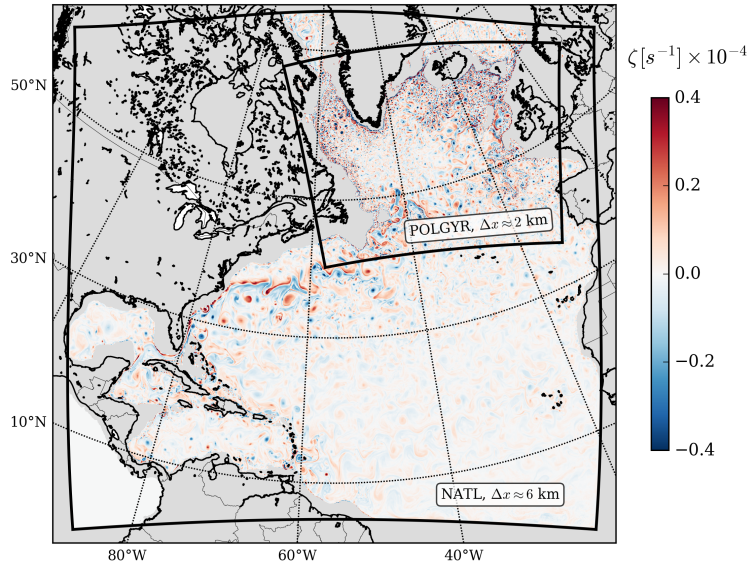 ζ[s⁻¹] × 10⁻⁴
50°N
30°N
10°N
POLGYR, Δx≈2 km
NATL, Δx≈6 km
80°W
60°W
40°W
0.4
0.2
0.0
−0.2
−0.4